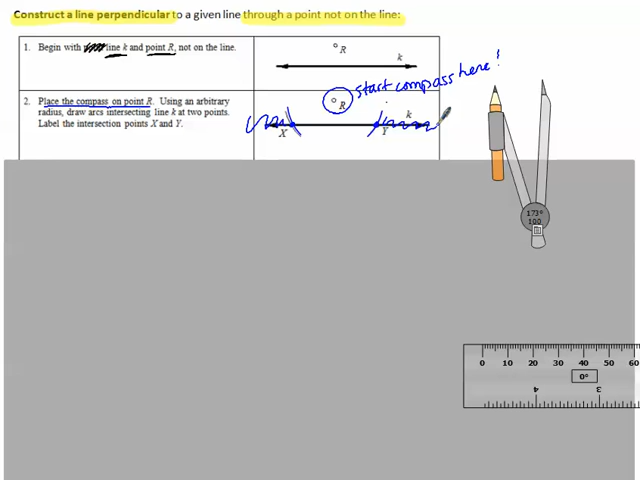 Construct a line perpendicular to a given line through a point not on the line:
1. Begin with line k and point R, not on the line.
R
k
2. Place the compass on point R. Using an arbitrary
radius, draw arcs intersecting line k at two points.
Label the intersection points X and Y.
start compass here!
R
k
X
Y
173°
100
0 10 20 30 40 50 60
0°
4 3